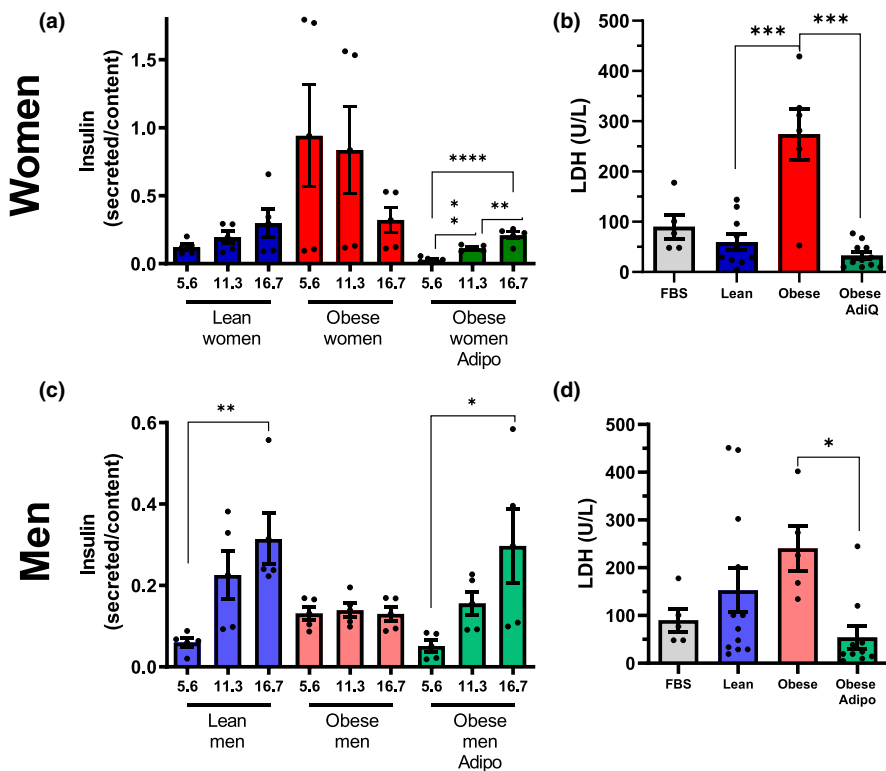 Women
(a)
Insulin
(secreted/content)
1.5
1.0
0.5
0.0
****
*
*
**
5.6 11.3 16.7 5.6 11.3 16.7 5.6 11.3 16.7
Lean
women
Obese
women
Obese
women
Adipo
(b)
LDH (U/L)
500
400
300
200
100
0
*** ***
FBS Lean Obese Obese
AdiQ
Men
(c)
Insulin
(secreted/content)
0.6
0.4
0.2
0.0
** *
5.6 11.3 16.7 5.6 11.3 16.7 5.6 11.3 16.7
Lean
men
Obese
men
Obese
men
Adipo
(d)
LDH (U/L)
500
400
300
200
100
0
*
FBS Lean Obese Obese
Adipo